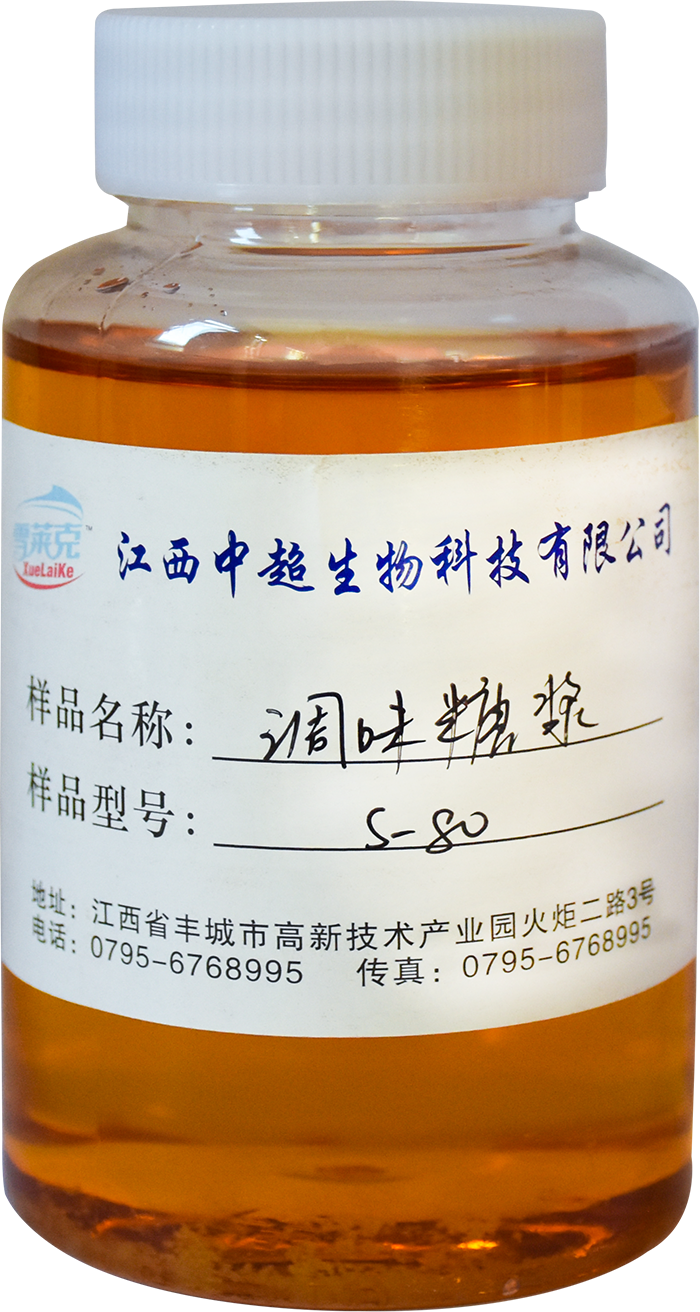 雪莱克™
XueLaiKe
江西中超生物科技有限公司
样品名称：调味糖浆
样品型号：S-80
地址：江西省丰城市高新技术产业园火炬二路3号
电话：0795-6768995 传真：0795-6768995